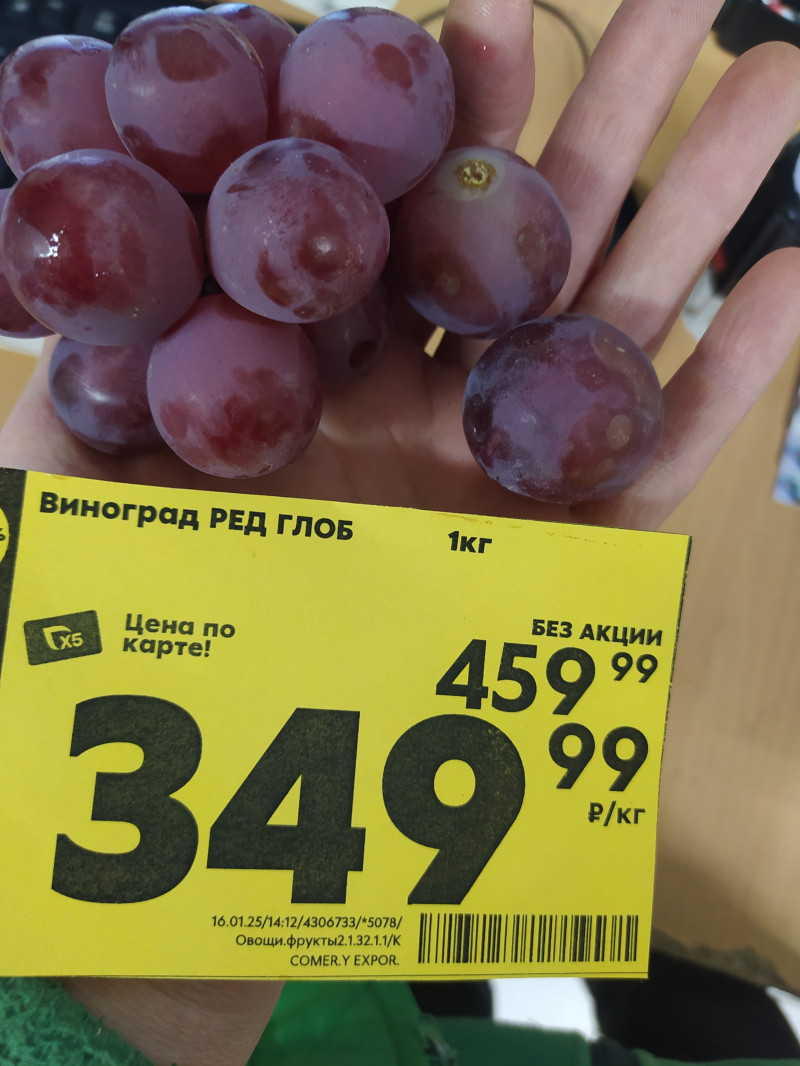 Виноград РЕД ГЛОБ 1кг
X5
Цена по
карте!
БЕЗ АКЦИИ
459 99
349 99
₽/кг
16.01.25/14:12/4306733/*5078/
Овощи.фрукты2.1.32.1.1/К
COMER.Y EXPOR.
%